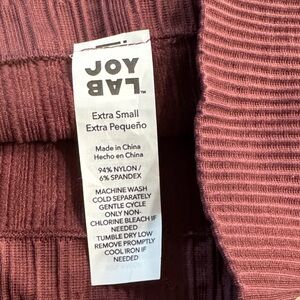 JOY
LAB
™
Extra Small
Extra Pequeño
Made in China
Hecho en China
94% NYLON /
6% SPANDEX
MACHINE WASH
COLD SEPARATELY
GENTLE CYCLE
ONLY NON-
CHLORINE BLEACH IF
NEEDED
TUMBLE DRY LOW
REMOVE PROMPTLY
COOL IRON IF
NEEDED